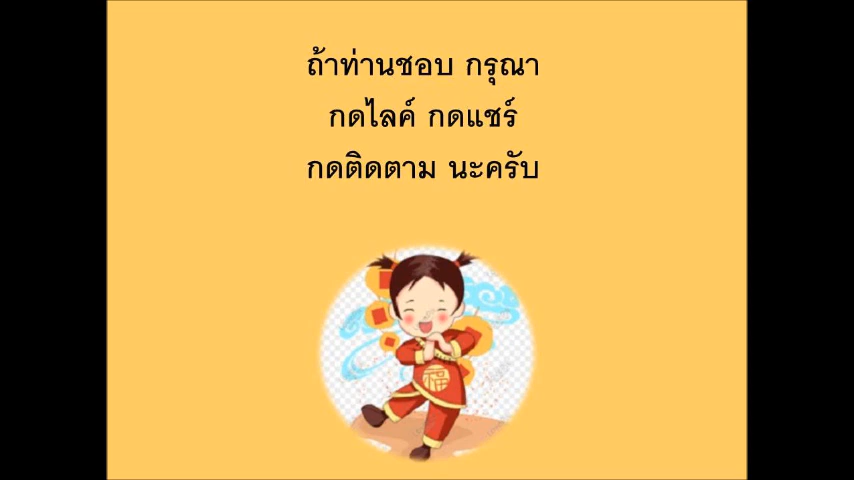 ถ้าท่านชอบ กรุณา
กดไลค์ กดแชร์
กดติดตาม นะครับ
福